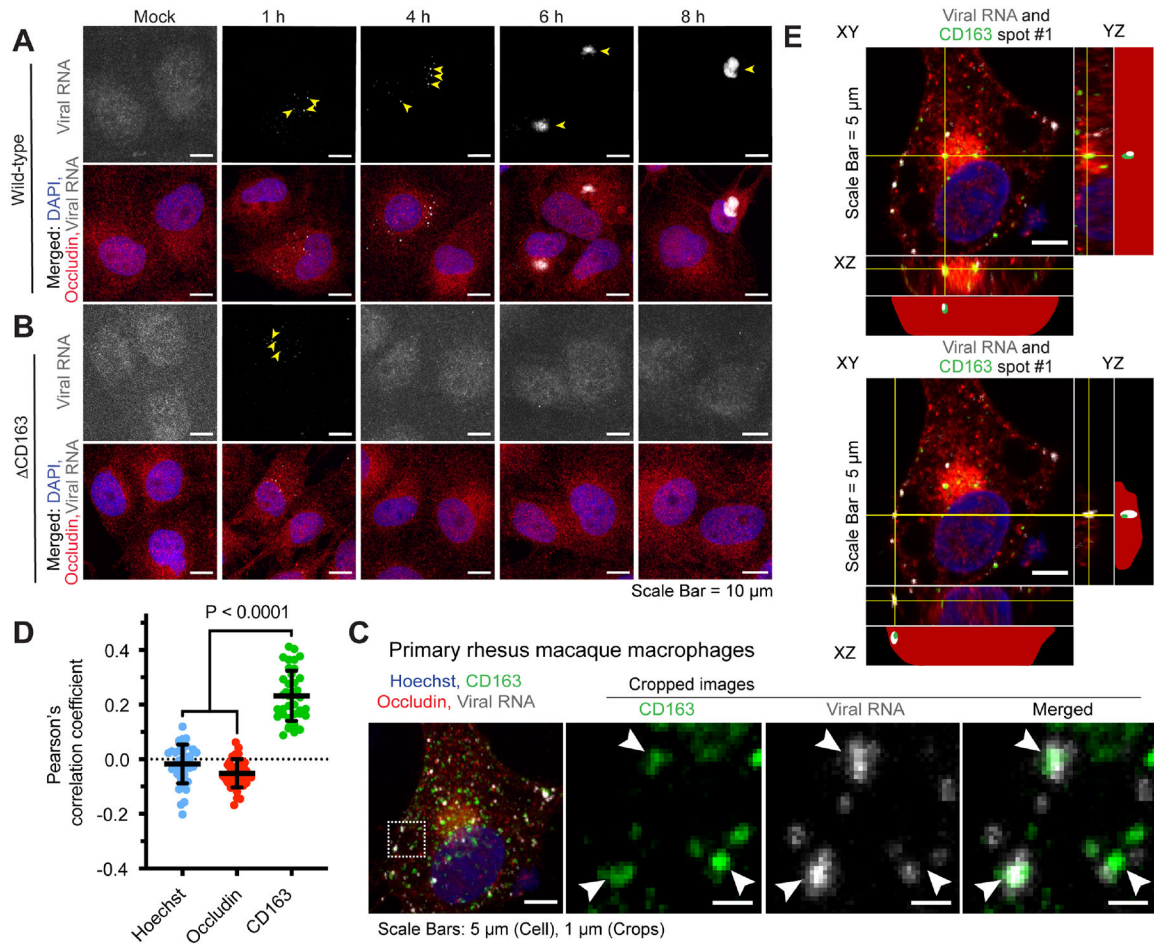 Mock
1 h
4 h
6 h
8 h
A
Wild-type
Viral RNA
Merged: DAPI,
Occludin, Viral RNA
B
ΔCD163
Viral RNA
Merged: DAPI,
Occludin, Viral RNA
Scale Bar = 10 µm
E
XY
Viral RNA and
CD163 spot #1
YZ
Scale Bar = 5 µm
XZ
XY
Viral RNA and
CD163 spot #1
YZ
Scale Bar = 5 µm
XZ
D
P < 0.0001
Pearson's
correlation coefficient
0.4
0.2
0.0
-0.2
-0.4
Hoechst
Occludin
CD163
C
Primary rhesus macaque macrophages
Hoechst, CD163
Occludin, Viral RNA
Cropped images
CD163
Viral RNA
Merged
Scale Bars: 5 µm (Cell), 1 µm (Crops)